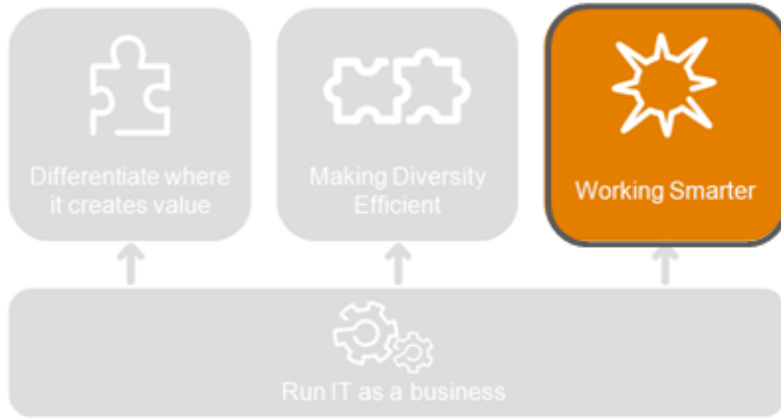 Differentiate where
it creates value
Making Diversity
Efficient
Working Smarter
Run IT as a business